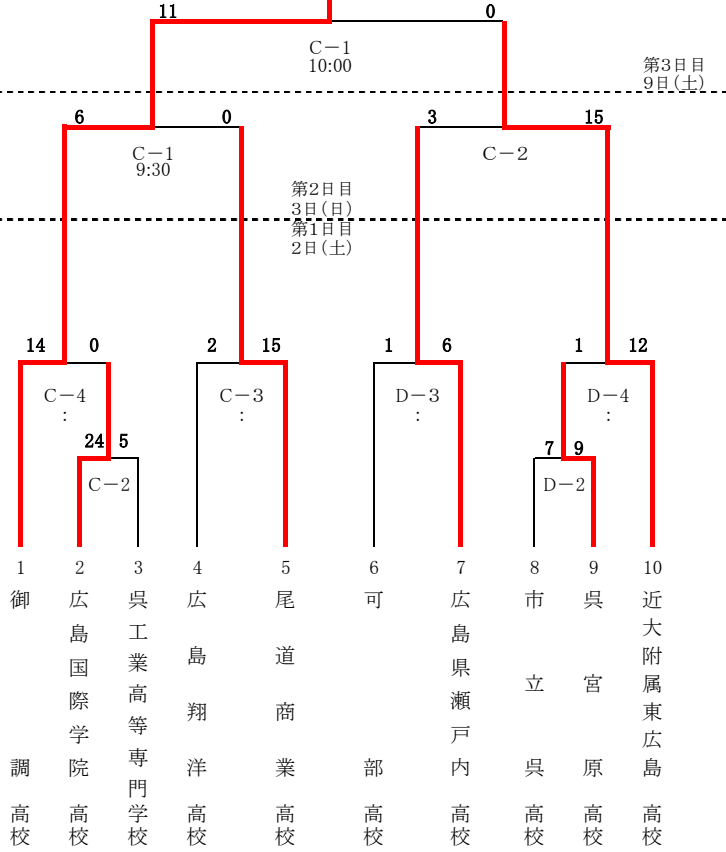 11 0
C－1
10:00
第3日目
9日(土)
6 0 3 15
C－1
9:30
C－2
第2日目
3日(日)
第1日目
2日(土)
14 0 2 15 1 6 1 12
C－4 C－3 D－3 D－4
: : : :
24 5 7 9
C－2 D－2
1 2 3 4 5 6 7 8 9 10
御調高校
広島国際学院高校
呉工業高等専門学校
広島翔洋高校
尾道商業高校
可部高校
広島県瀬戸内高校
市立呉高校
呉宮原高校
近大附属東広島高校